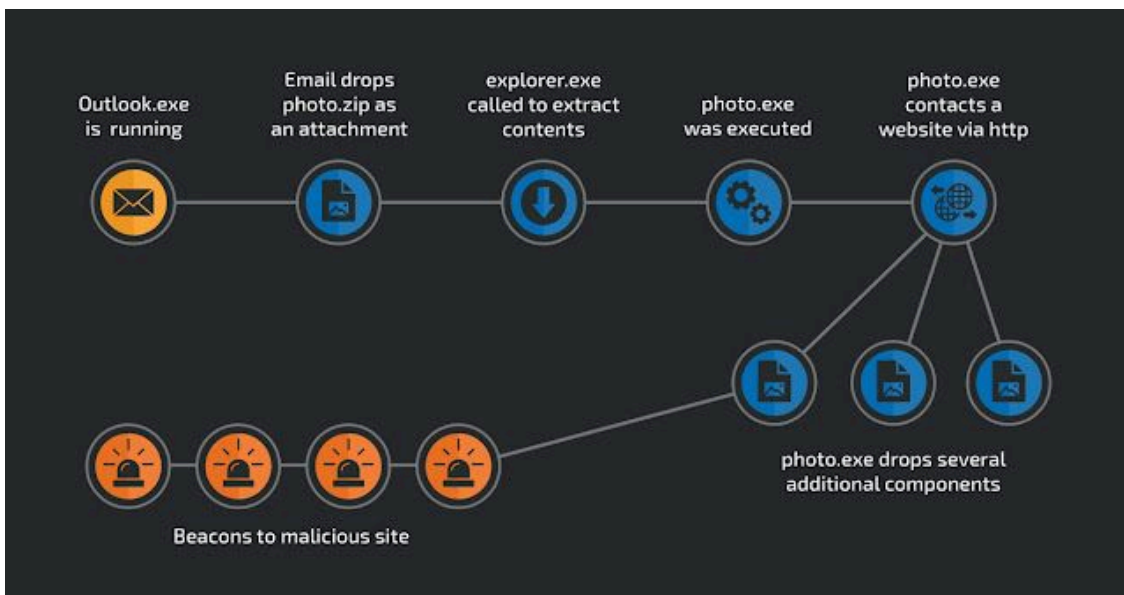 Outlook.exe
is running
Email drops
photo.zip as
an attachment
explorer.exe
called to extract
contents
photo.exe
was executed
photo.exe
contacts a
website via http
photo.exe drops several
additional components
Beacons to malicious site